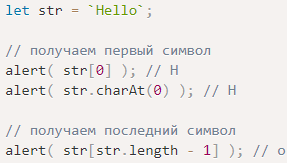 let str = `Hello`;
// получаем первый символ
alert( str[0] ); // H
alert( str.charAt(0) ); // H
// получаем последний символ
alert( str[str.length - 1] ); // o